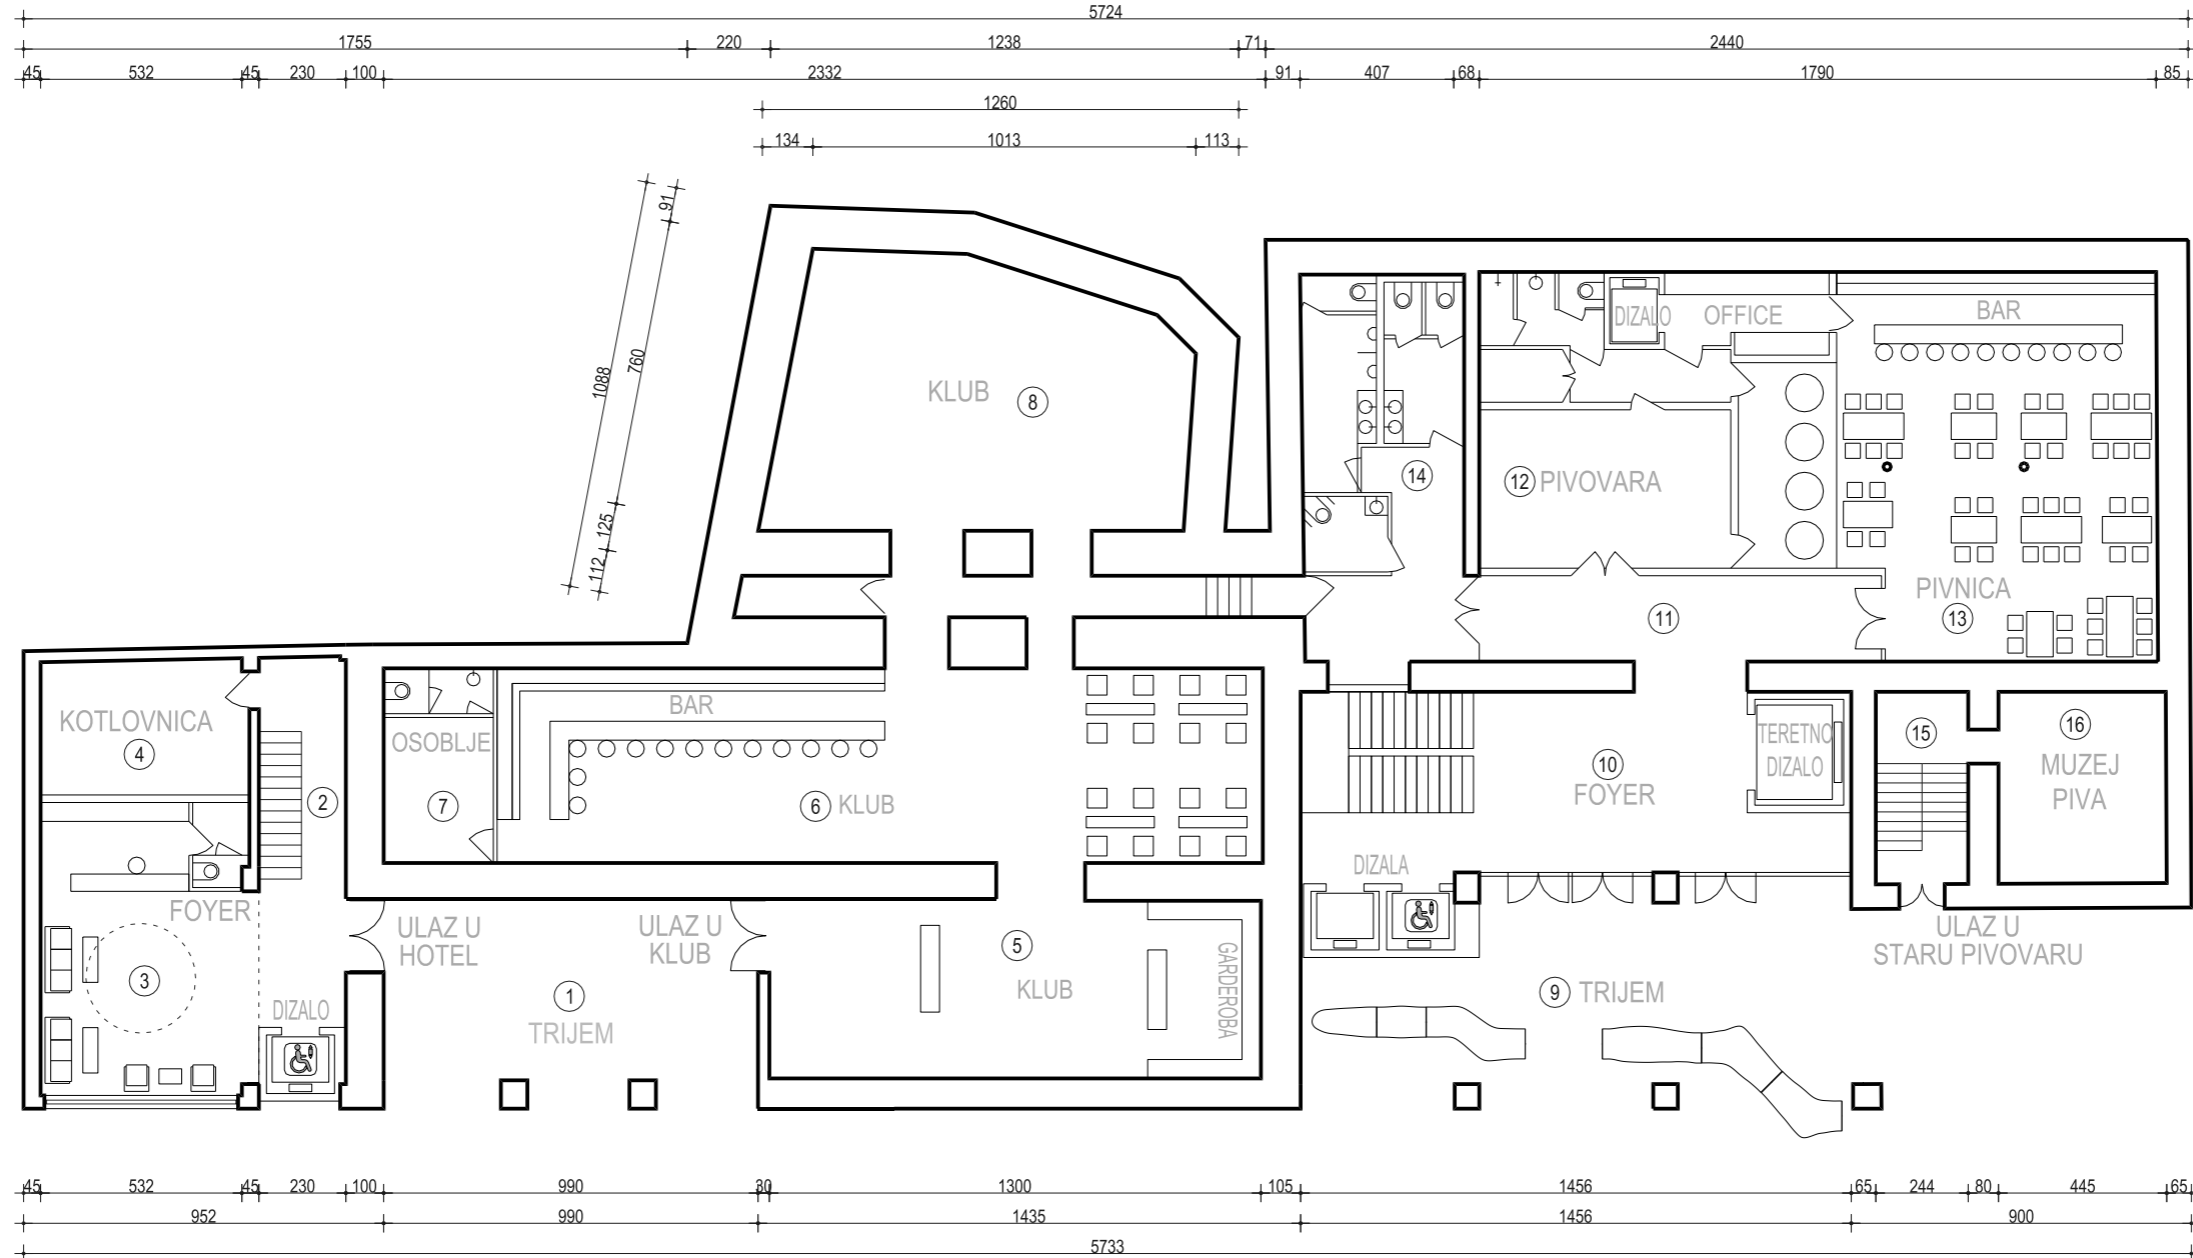 5724
1755 220 1238 71 2440
45 532 45 230 100 2332 91 407 68 1790 85
1260
134 1013 113
91
760
1088
125
112
DIZALO OFFICE BAR
KLUB 8
14
12 PIVOVARA
PIVNICA
11 13
KOTLOVNICA
4
BAR
OSOBLJE
2
7
6 KLUB
10
FOYER
TERETNO
DIZALO
15
16
MUZEJ
PIVA
DIZALA
FOYER
3
DIZALO
ULAZ U
HOTEL
ULAZ U
KLUB
1
TRIJEM
5
KLUB
GARDEROBA
9 TRIJEM
ULAZ U
STARU PIVOVARU
45 532 45 230 100 990 30 1300 105 1456 65 244 80 445 65
952 990 1435 1456 900
5733